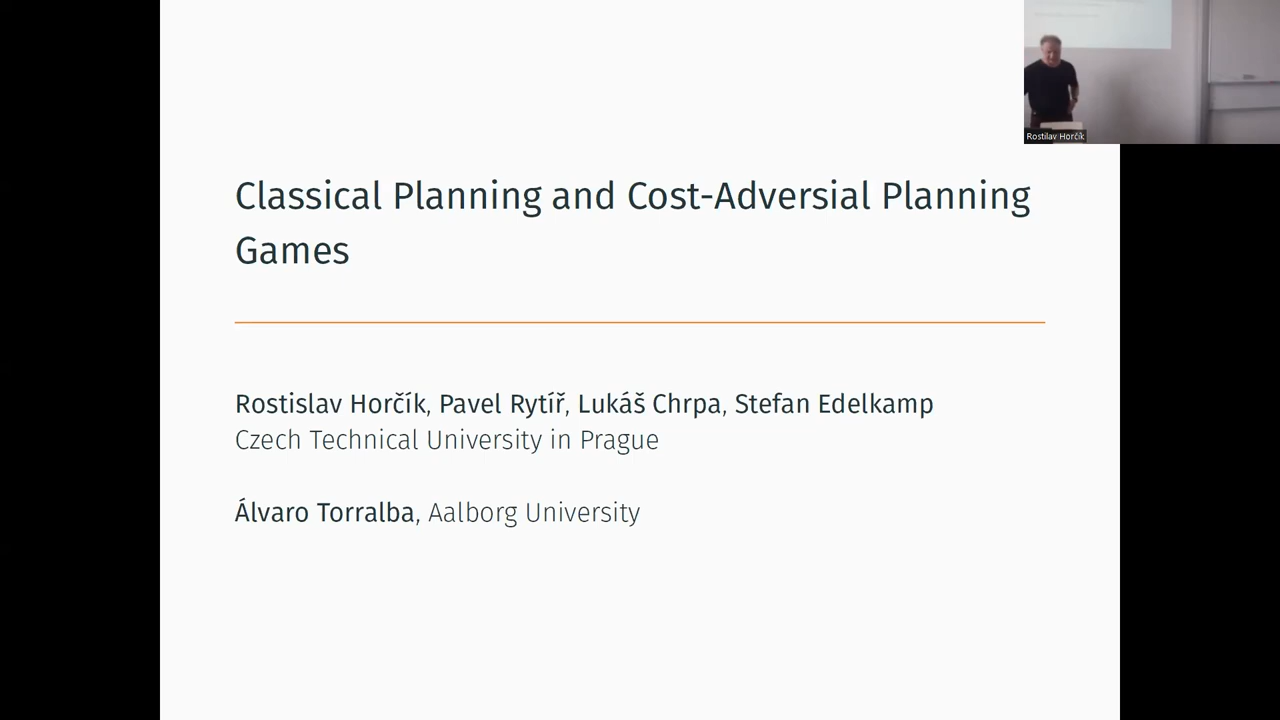 Rostilav Horčík
Classical Planning and Cost-Adversial Planning
Games
Rostislav Horčík, Pavel Rytíř, Lukáš Chrpa, Stefan Edelkamp
Czech Technical University in Prague
Álvaro Torralba, Aalborg University